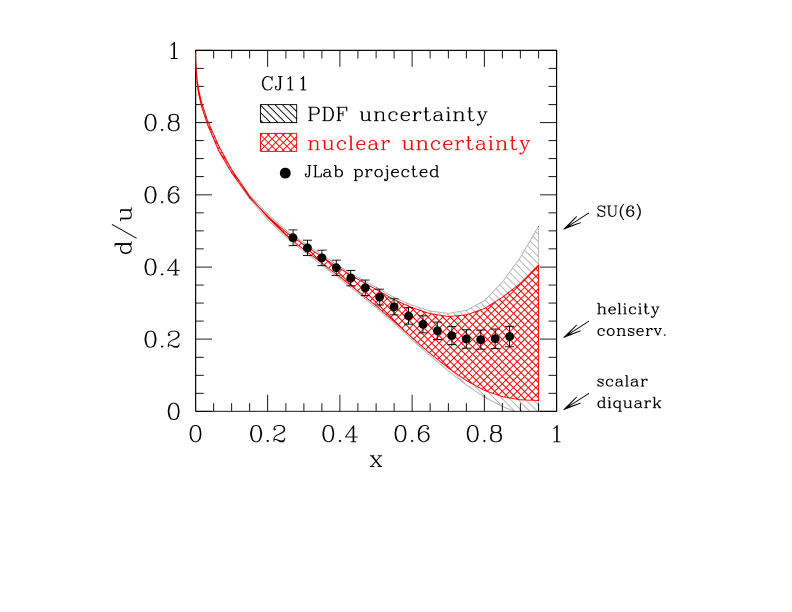 CJ11
PDF uncertainty
nuclear uncertainty
JLab projected
1
0.8
0.6
0.4
0.2
0
d/u
0 0.2 0.4 0.6 0.8 1
x
SU(6)
helicity
conserv.
scalar
diquark